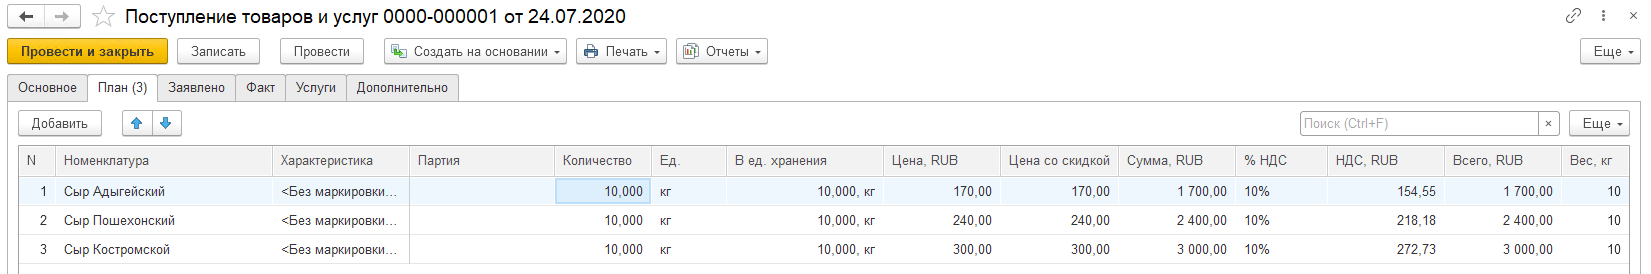 Поступление товаров и услуг 0000-000001 от 24.07.2020
Провести и закрыть Записать Провести Создать на основании Печать Отчеты Еще
Основное План (3) Заявлено Факт Услуги Дополнительно
Добавить Поиск (Ctrl+F) × Еще
N Номенклатура Характеристика Партия Количество Ед. В ед. хранения Цена, RUB Цена со скидкой Сумма, RUB % НДС НДС, RUB Всего, RUB Вес, кг
1 Сыр Адыгейский <Без маркировки... 10,000 кг 10,000, кг 170,00 170,00 1 700,00 10% 154,55 1 700,00 10
2 Сыр Пошехонский <Без маркировки... 10,000 кг 10,000, кг 240,00 240,00 2 400,00 10% 218,18 2 400,00 10
3 Сыр Костромской <Без маркировки... 10,000 кг 10,000, кг 300,00 300,00 3 000,00 10% 272,73 3 000,00 10